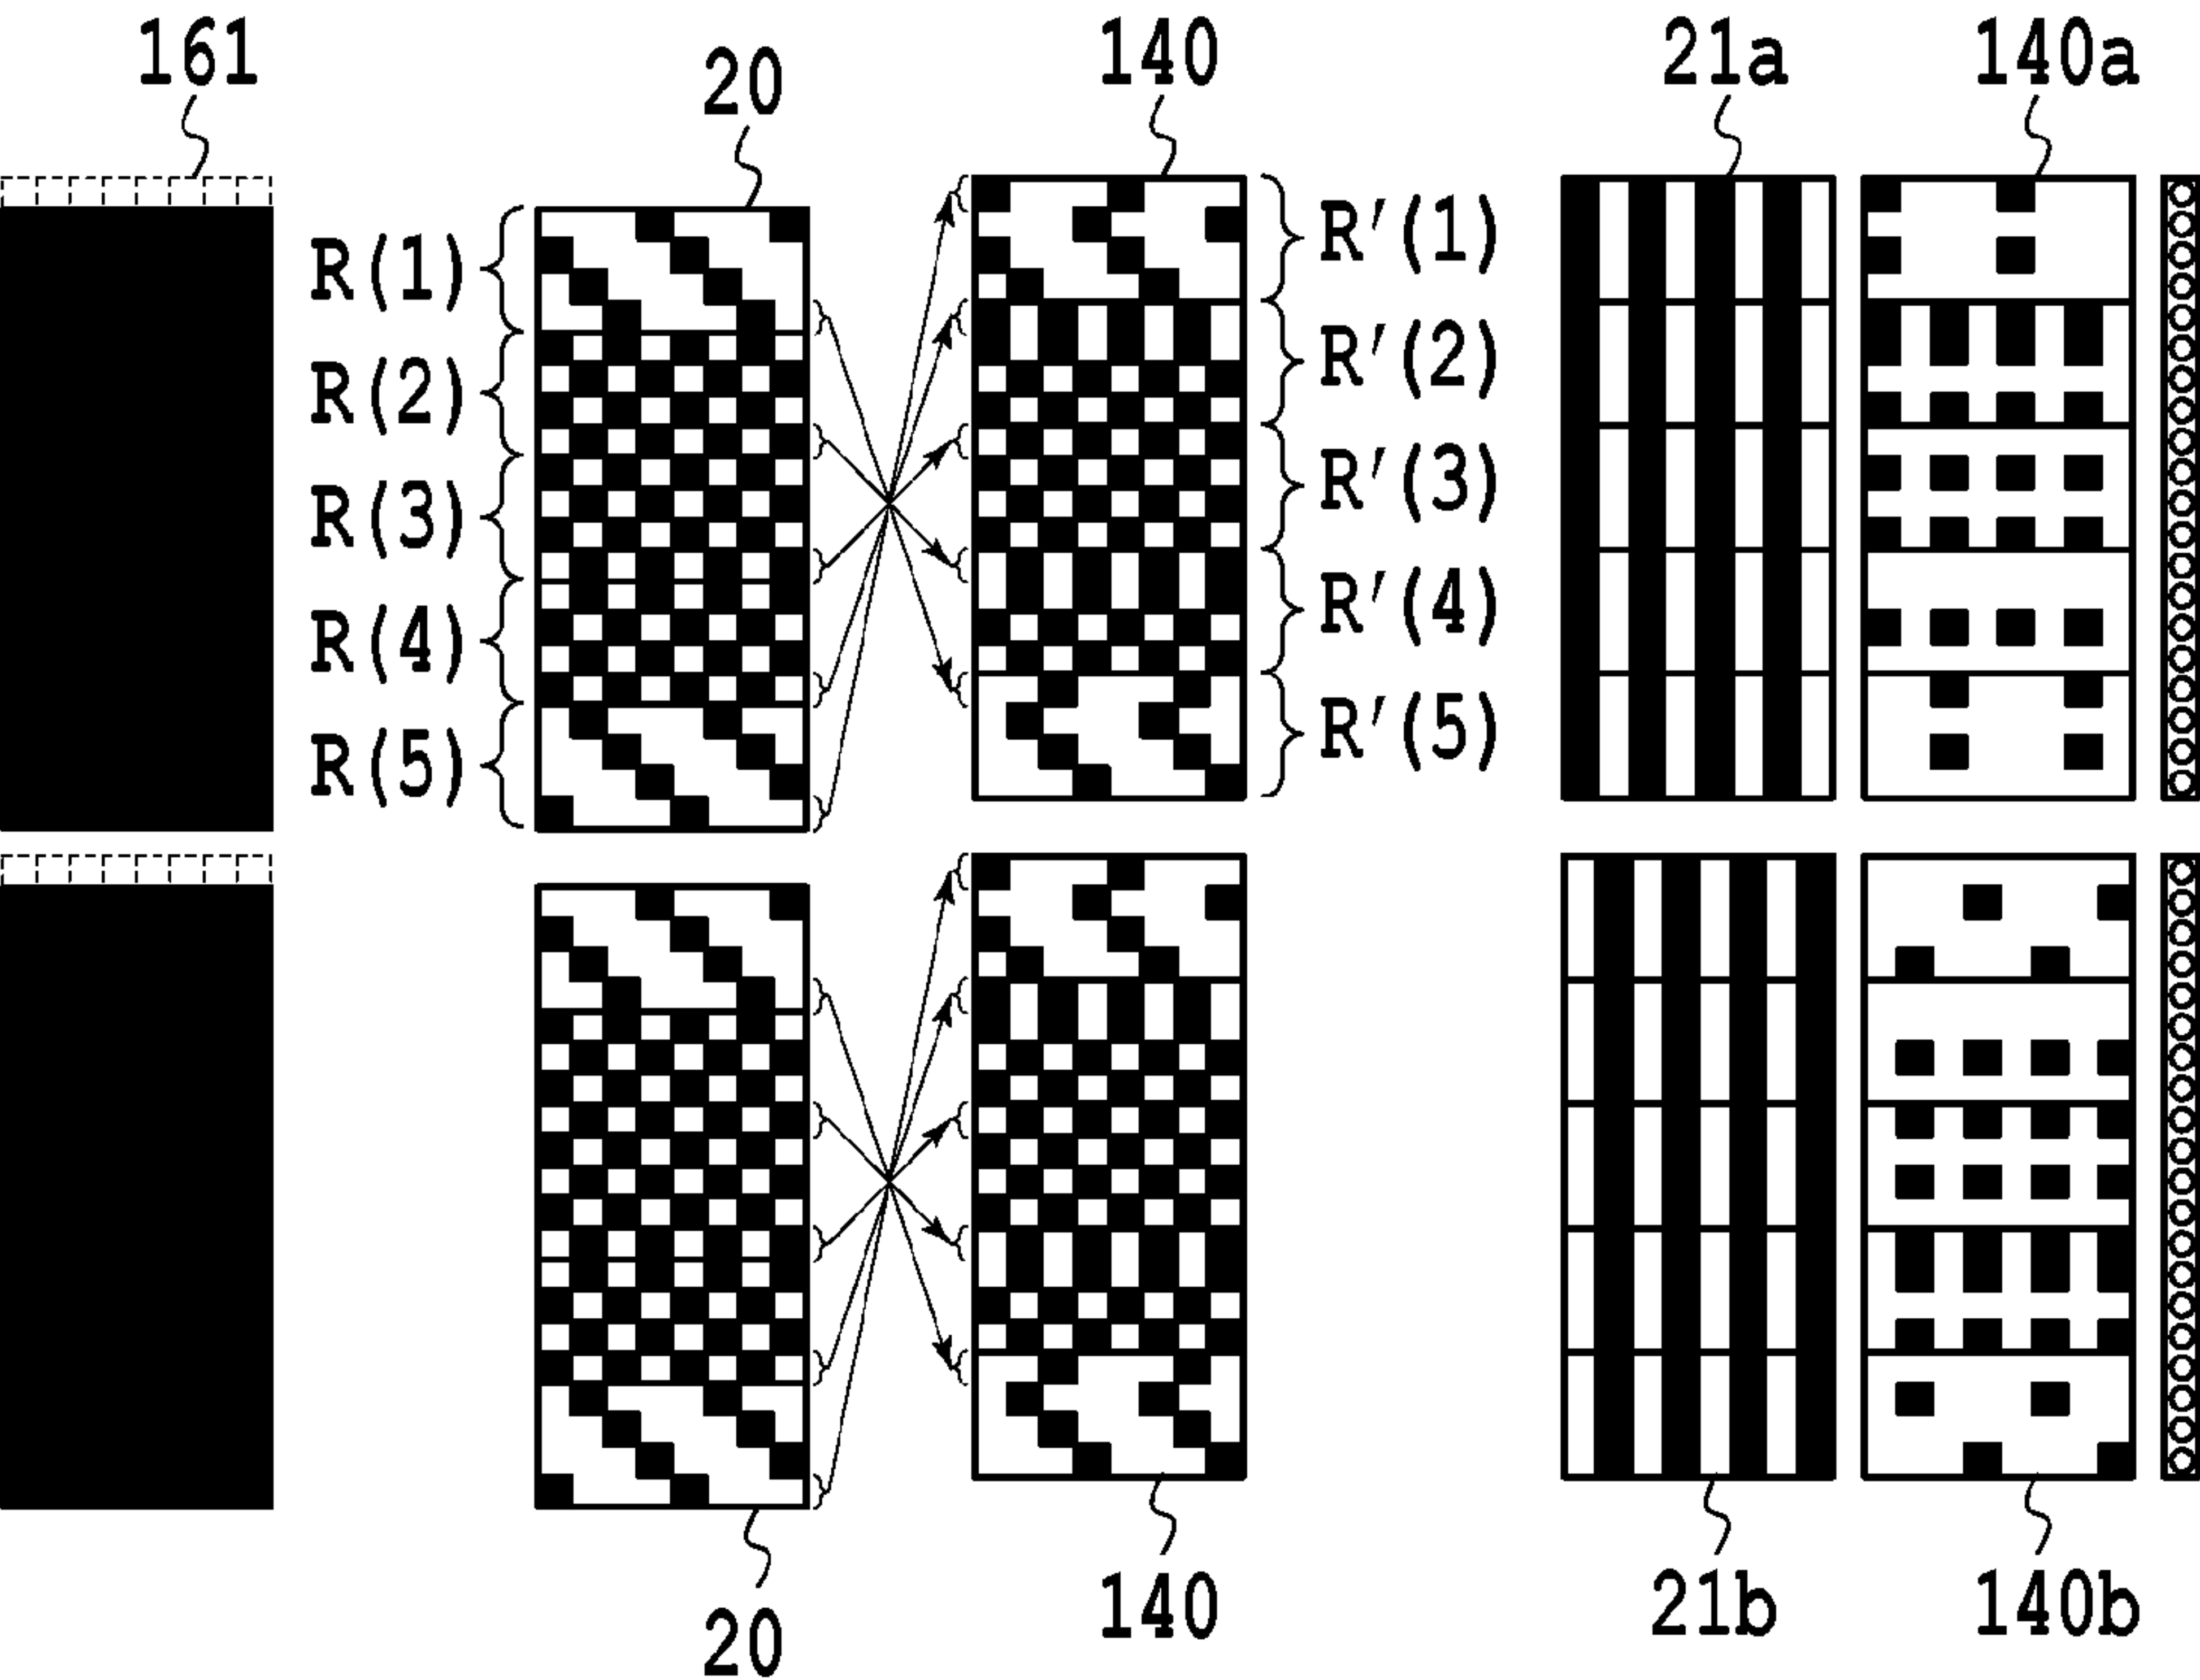 161
20
140
21a
140a
R(1)
R(2)
R(3)
R(4)
R(5)
R'(1)
R'(2)
R'(3)
R'(4)
R'(5)
20
140
21b
140b